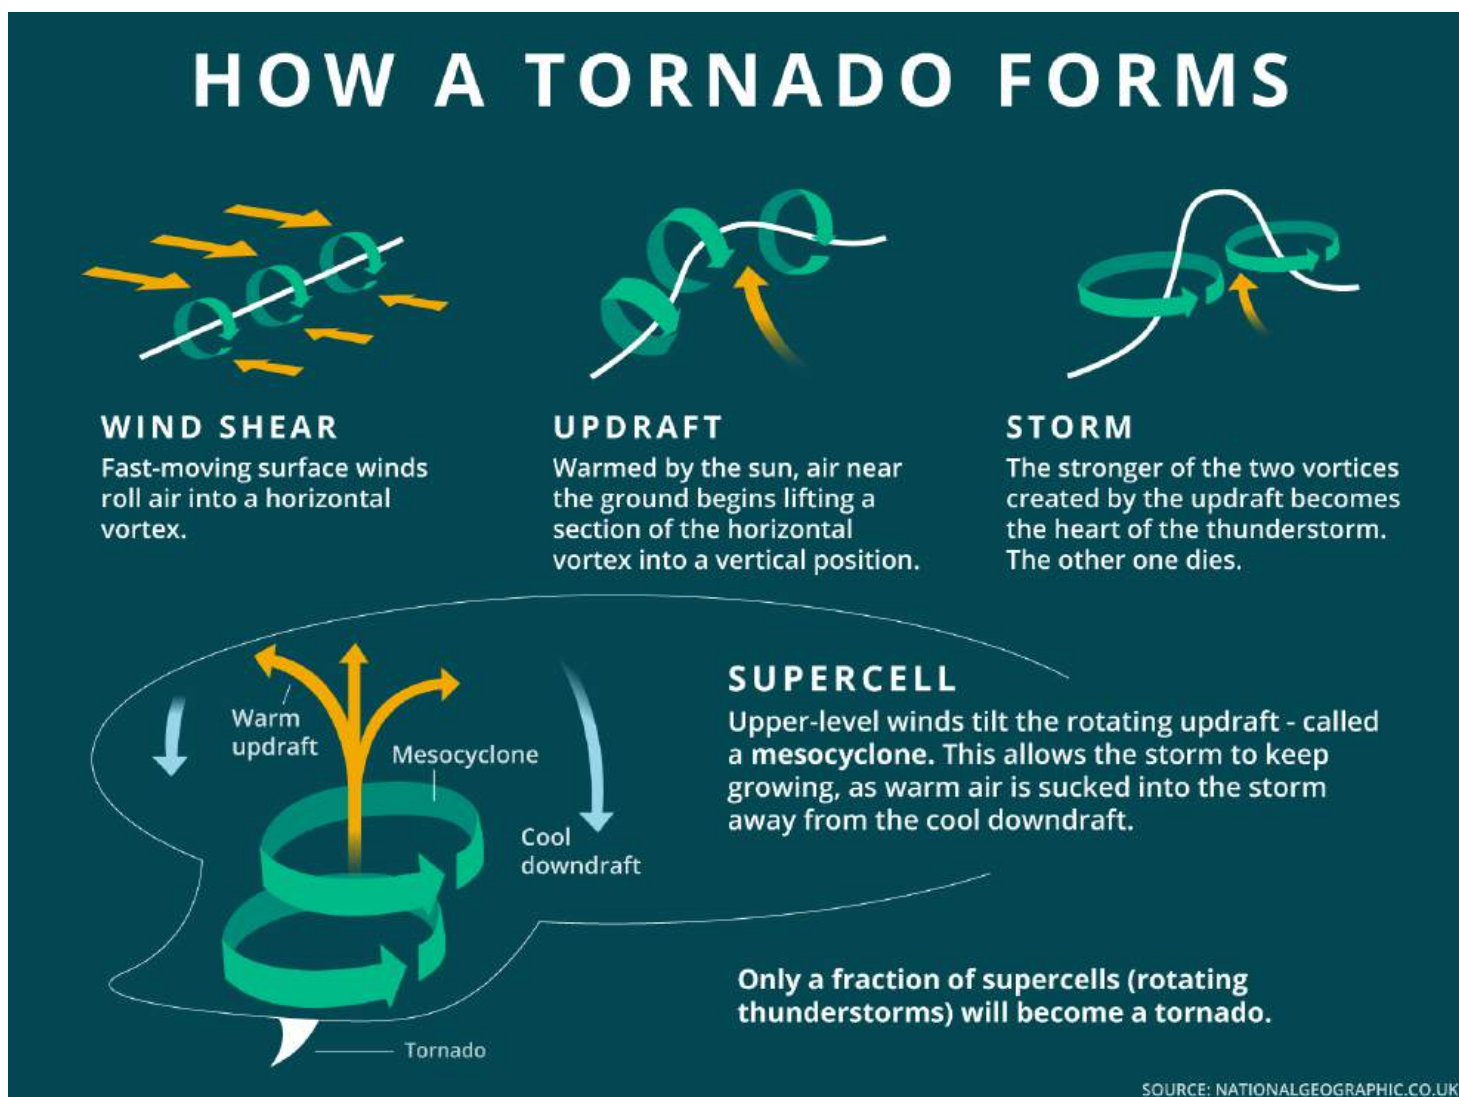 HOW A TORNADO FORMS
WIND SHEAR
Fast-moving surface winds
roll air into a horizontal
vortex.
UPDRAFT
Warmed by the sun, air near
the ground begins lifting a
section of the horizontal
vortex into a vertical position.
STORM
The stronger of the two vortices
created by the updraft becomes
the heart of the thunderstorm.
The other one dies.
Warm
updraft
Mesocyclone
Cool
downdraft
SUPERCELL
Upper-level winds tilt the rotating updraft - called
a mesocyclone. This allows the storm to keep
growing, as warm air is sucked into the storm
away from the cool downdraft.
Only a fraction of supercells (rotating
thunderstorms) will become a tornado.
Tornado
SOURCE: NATIONALGEOGRAPHIC.CO.UK